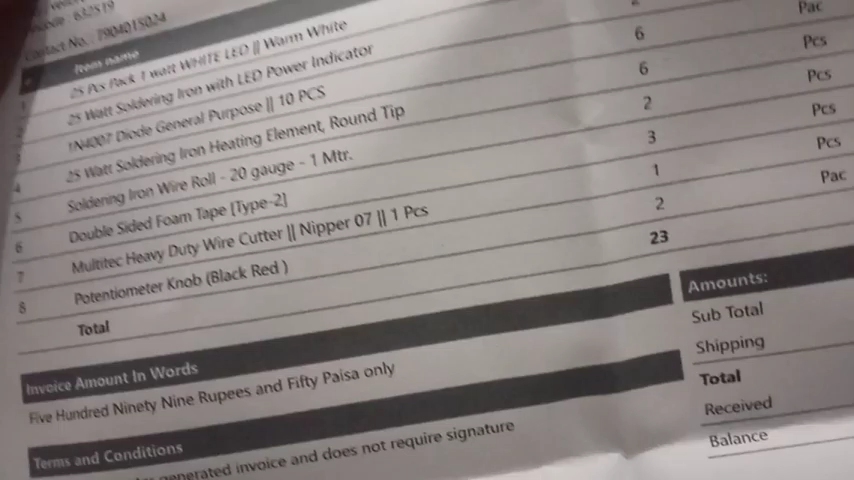 632519
Contact No. : 7904015024
Item name
1 25 Pcs Pack 1 watt WHITE LED || Warm White
2 25 Watt Soldering Iron with LED Power Indicator 6 Pac
3 1N4007 Diode General Purpose || 10 PCS 6 Pcs
4 25 Watt Soldering Iron Heating Element, Round Tip 2 Pcs
5 Soldering Iron Wire Roll - 20 gauge - 1 Mtr. 3 Pcs
6 Double Sided Foam Tape [Type-2] 1 Pcs
7 Multitec Heavy Duty Wire Cutter || Nipper 07 || 1 Pcs 2 Pac
8 Potentiometer Knob (Black Red )
Total 23
Invoice Amount In Words
Five Hundred Ninety Nine Rupees and Fifty Paisa only
Terms and Conditions
generated invoice and does not require signature
Amounts:
Sub Total
Shipping
Total
Received
Balance